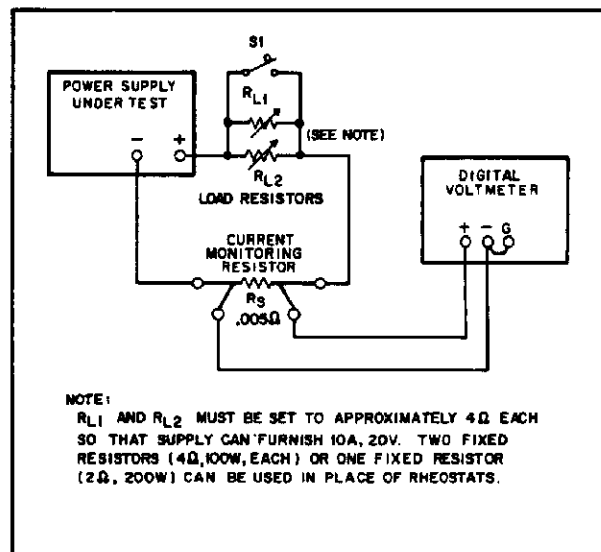 S1
POWER SUPPLY
UNDER TEST
- +
RL1
(SEE NOTE)
RL2
LOAD RESISTORS
DIGITAL
VOLTMETER
+ - G
CURRENT
MONITORING
RESISTOR
RS
.005Ω
NOTE:
RL1 AND RL2 MUST BE SET TO APPROXIMATELY 4Ω EACH
SO THAT SUPPLY CAN FURNISH 10A, 20V. TWO FIXED
RESISTORS (4Ω,100W, EACH) OR ONE FIXED RESISTOR
(2Ω, 200W) CAN BE USED IN PLACE OF RHEOSTATS.